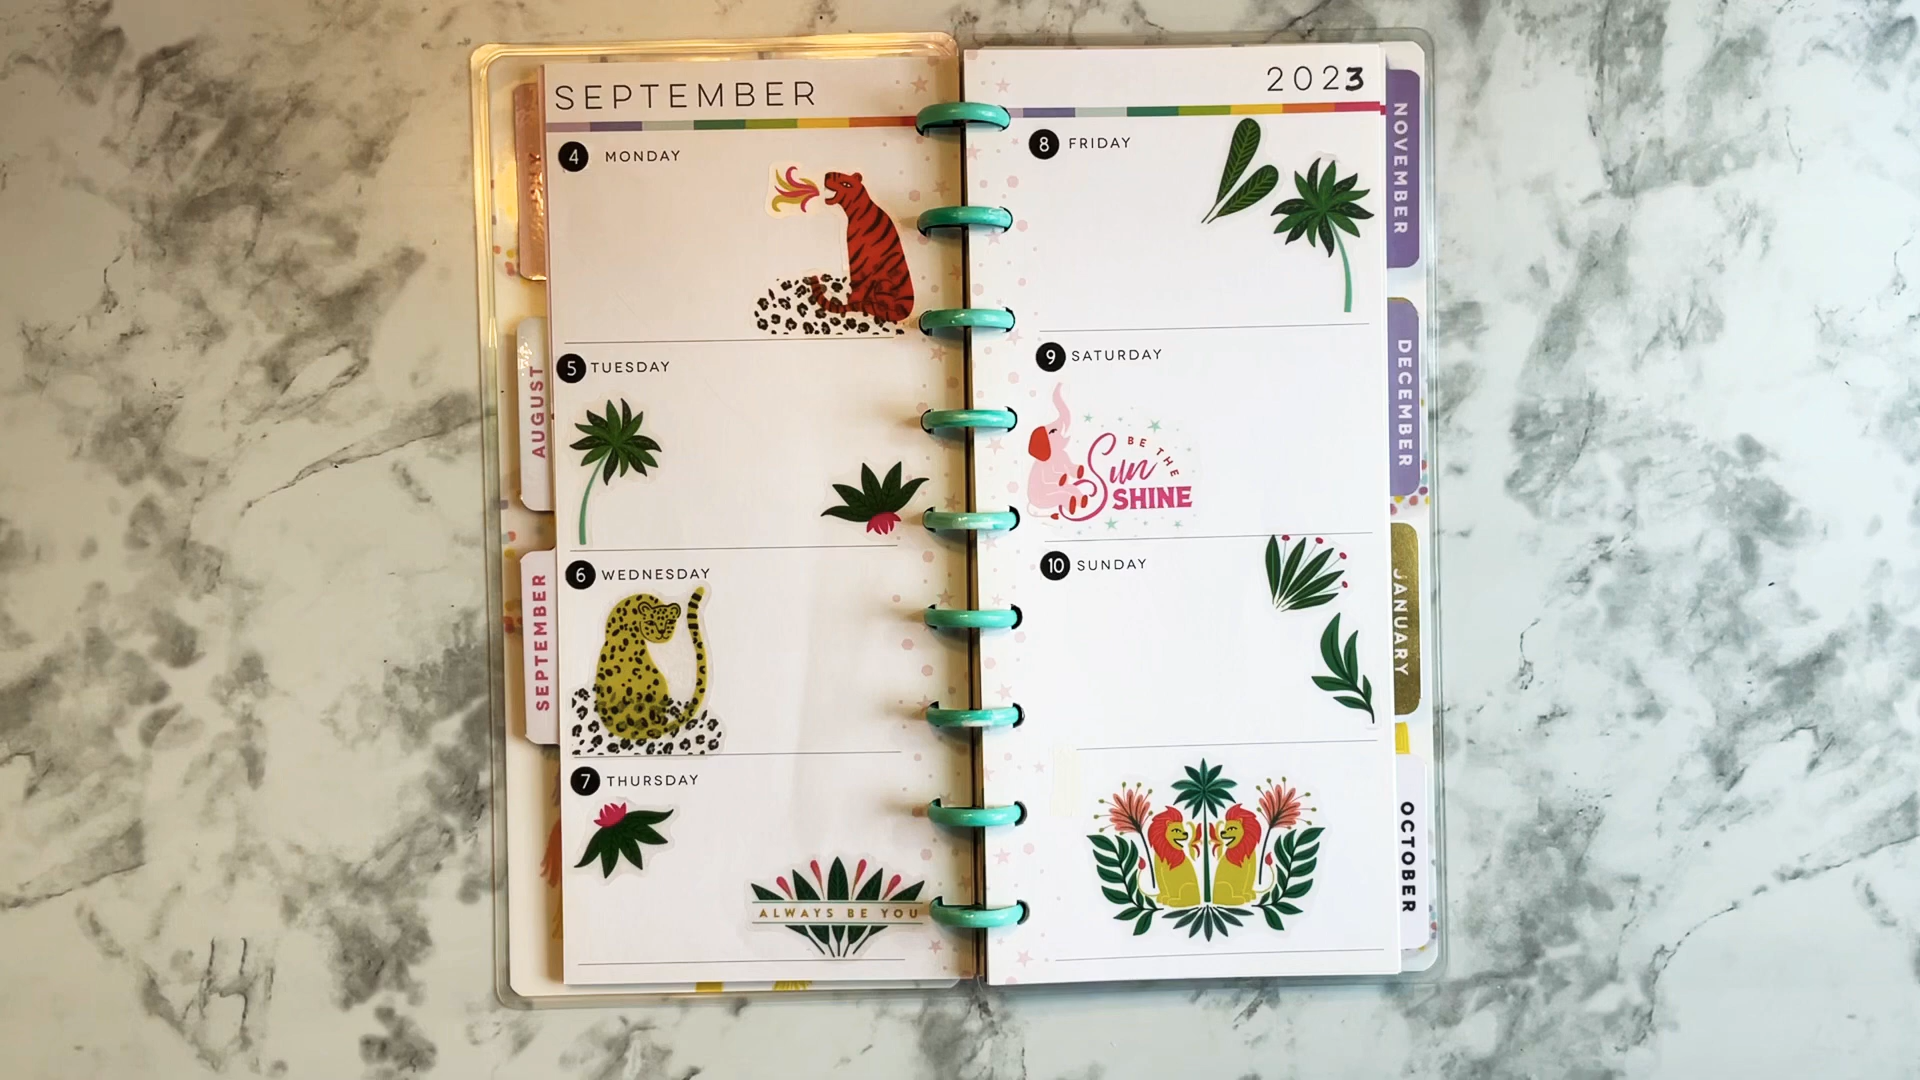 SEPTEMBER
4 MONDAY
5 TUESDAY
6 WEDNESDAY
7 THURSDAY
ALWAYS BE YOU
AUGUST
SEPTEMBER
2023
8 FRIDAY
9 SATURDAY
BE THE
Sun
SHINE
10 SUNDAY
NOVEMBER
DECEMBER
JANUARY
OCTOBER